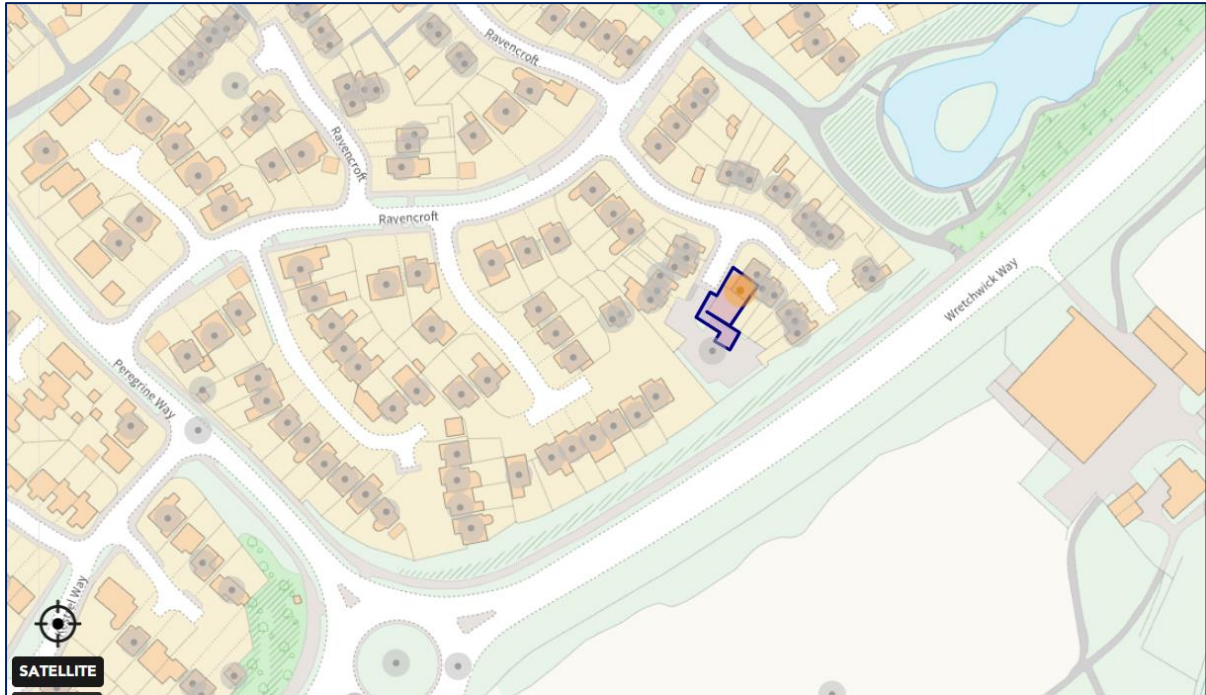 Ravencroft
Ravencroft
Ravencroft
Wretchwick Way
Peregrine Way
Way
SATELLITE